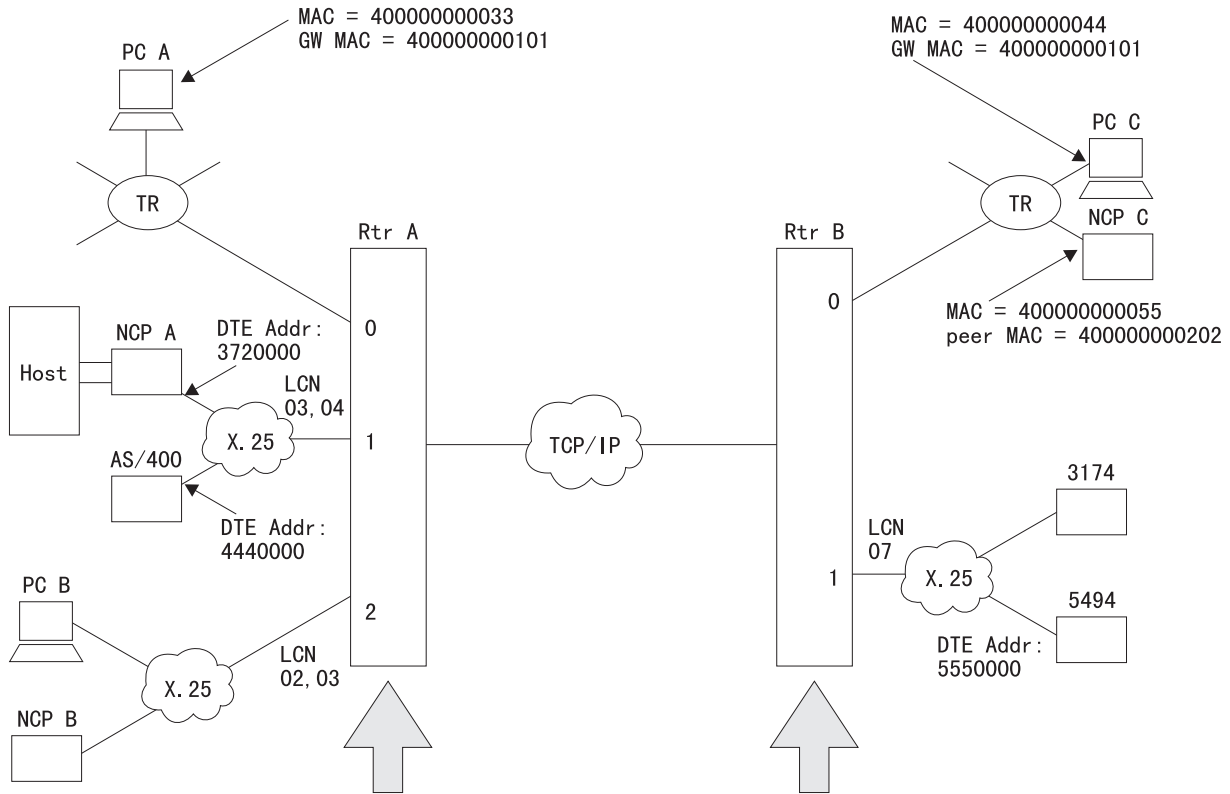 MAC = 400000000033
GW MAC = 400000000101
PC A
TR
MAC = 400000000044
GW MAC = 400000000101
PC C
TR
NCP C
MAC = 400000000055
peer MAC = 400000000202
Rtr A
0
1
2
Rtr B
0
1
Host
NCP A
DTE Addr:
3720000
LCN
03,04
X.25
AS/400
DTE Addr:
4440000
TCP/IP
PC B
X.25
LCN
02,03
NCP B
LCN
07
X.25
3174
5494
DTE Addr:
5550000